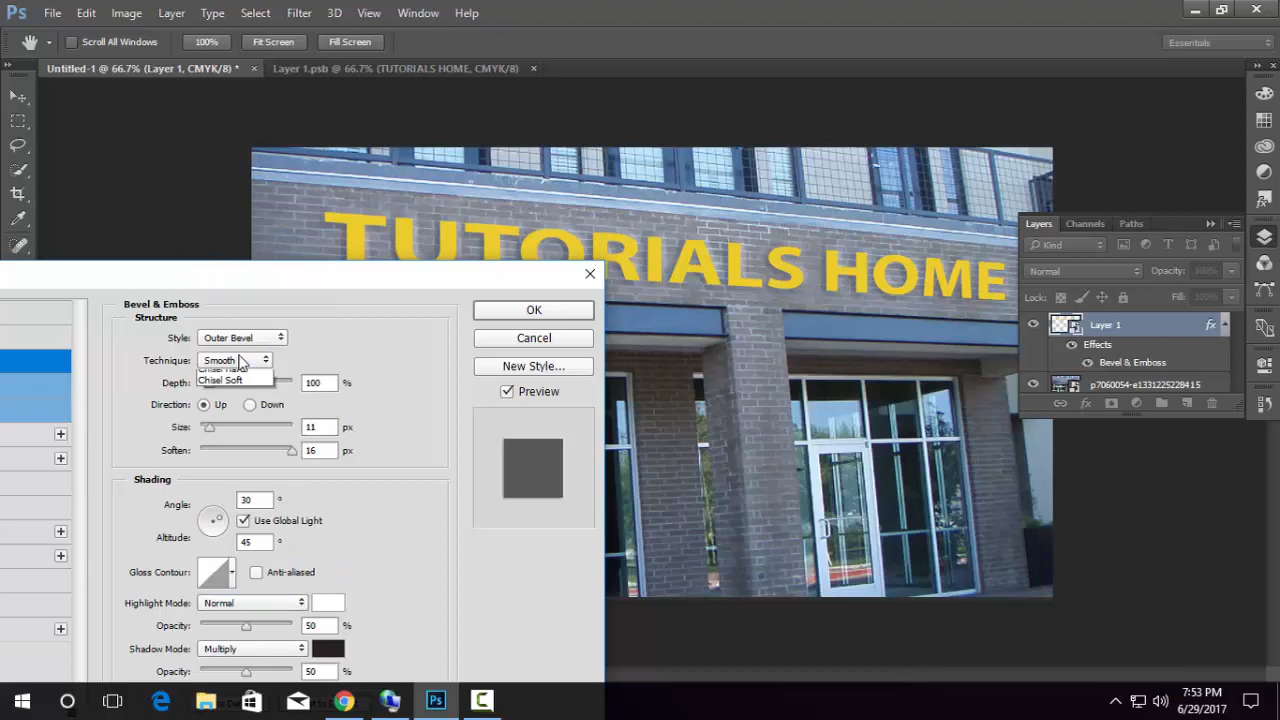 Ps File Edit Image Layer Type Select Filter 3D View Window Help
Scroll All Windows 100% Fit Screen Fill Screen Essentials
Untitled-1 @ 66.7% (Layer 1, CMYK/8) * × Layer 1.psb @ 66.7% (TUTORIALS HOME, CMYK/8) ×
TUTORIALS HOME
Layers Channels Paths
Kind
Normal Opacity: 100%
Lock: Fill: 100%
Layer 1 fx
Effects
Bevel & Emboss
p7060054-e1331225228415
Bevel & Emboss
Structure
Style: Outer Bevel
Technique: Smooth
Chisel Soft
Depth: 100 %
Direction: Up Down
Size: 11 px
Soften: 16 px
Shading
Angle: 30 °
Use Global Light
Altitude: 45 °
Gloss Contour: Anti-aliased
Highlight Mode: Normal
Opacity: 50 %
Shadow Mode: Multiply
Opacity: 50 %
OK
Cancel
New Style...
Preview
7:53 PM
6/29/2017